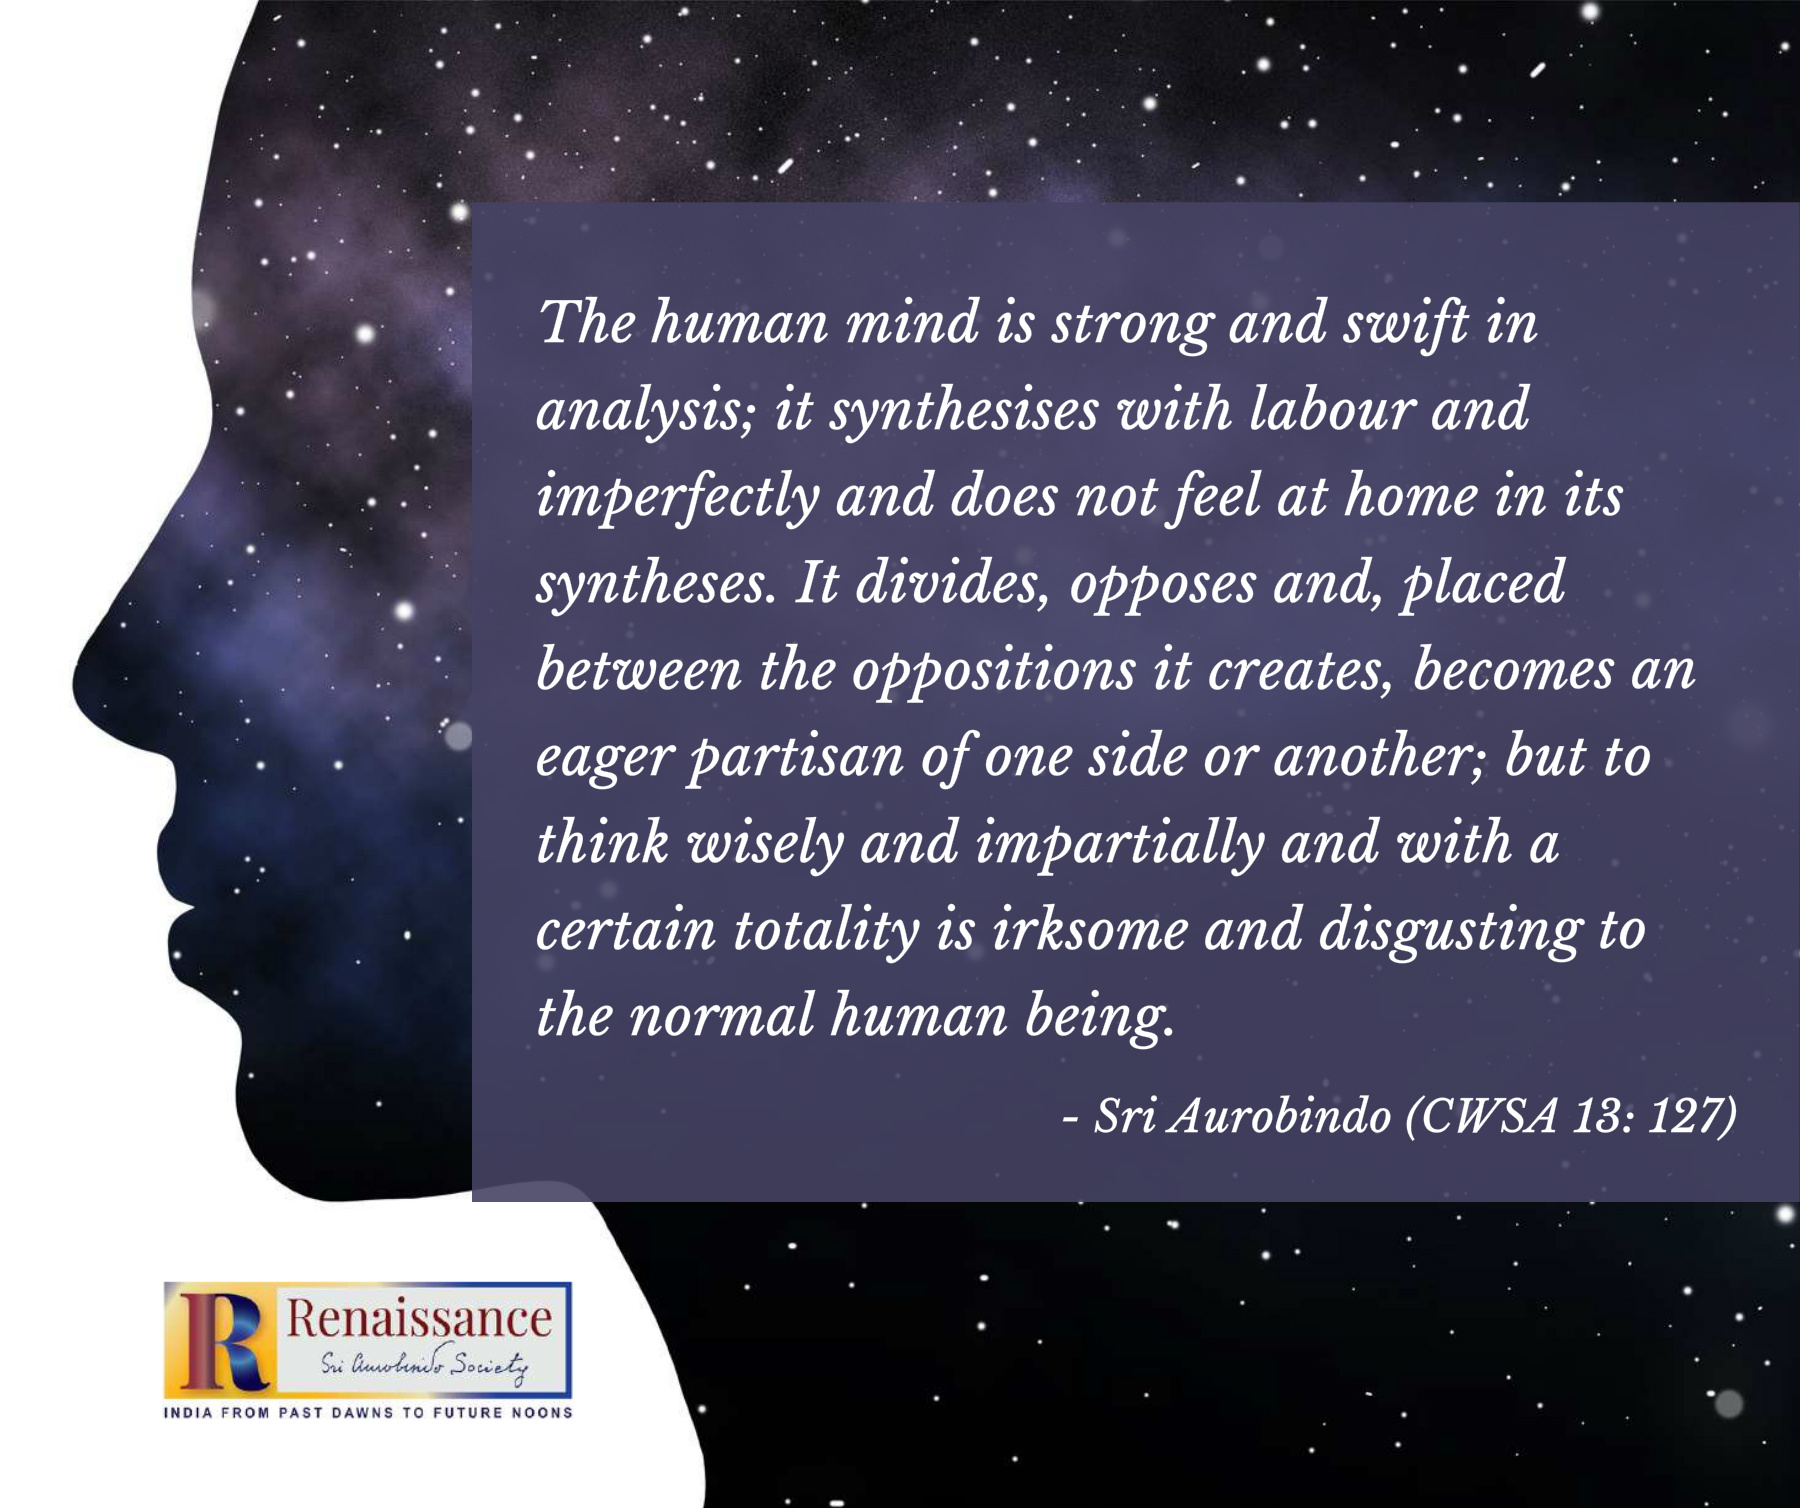 The human mind is strong and swift in
analysis; it synthesises with labour and
imperfectly and does not feel at home in its
syntheses. It divides, opposes and, placed
between the oppositions it creates, becomes an
eager partisan of one side or another; but to
think wisely and impartially and with a
certain totality is irksome and disgusting to
the normal human being.
- Sri Aurobindo (CWSA 13: 127)
R
Renaissance
Sri Aurobindo Society
INDIA FROM PAST DAWNS TO FUTURE NOONS